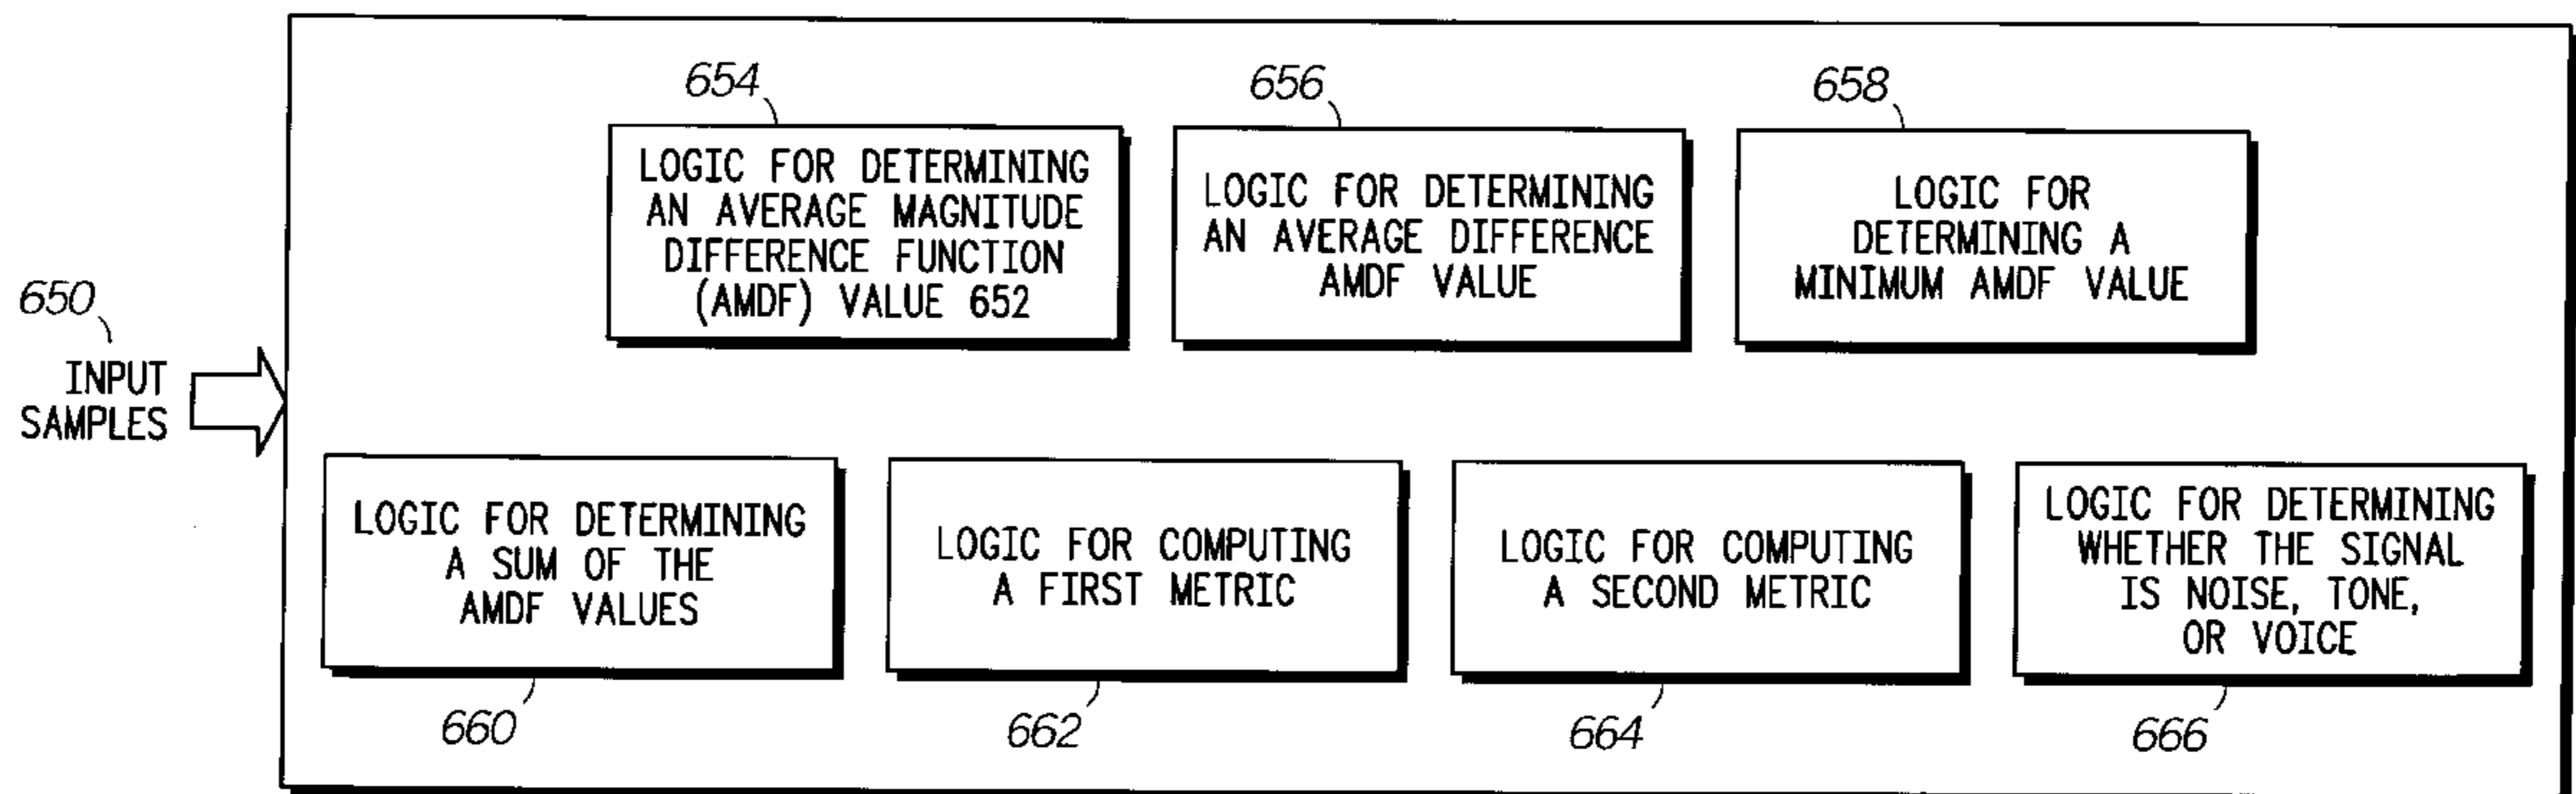 654
656
658
LOGIC FOR DETERMINING
AN AVERAGE MAGNITUDE
DIFFERENCE FUNCTION
(AMDF) VALUE 652
LOGIC FOR DETERMINING
AN AVERAGE DIFFERENCE
AMDF VALUE
LOGIC FOR
DETERMINING A
MINIMUM AMDF VALUE
650
INPUT
SAMPLES
LOGIC FOR DETERMINING
A SUM OF THE
AMDF VALUES
LOGIC FOR COMPUTING
A FIRST METRIC
LOGIC FOR COMPUTING
A SECOND METRIC
LOGIC FOR DETERMINING
WHETHER THE SIGNAL
IS NOISE, TONE,
OR VOICE
660
662
664
666